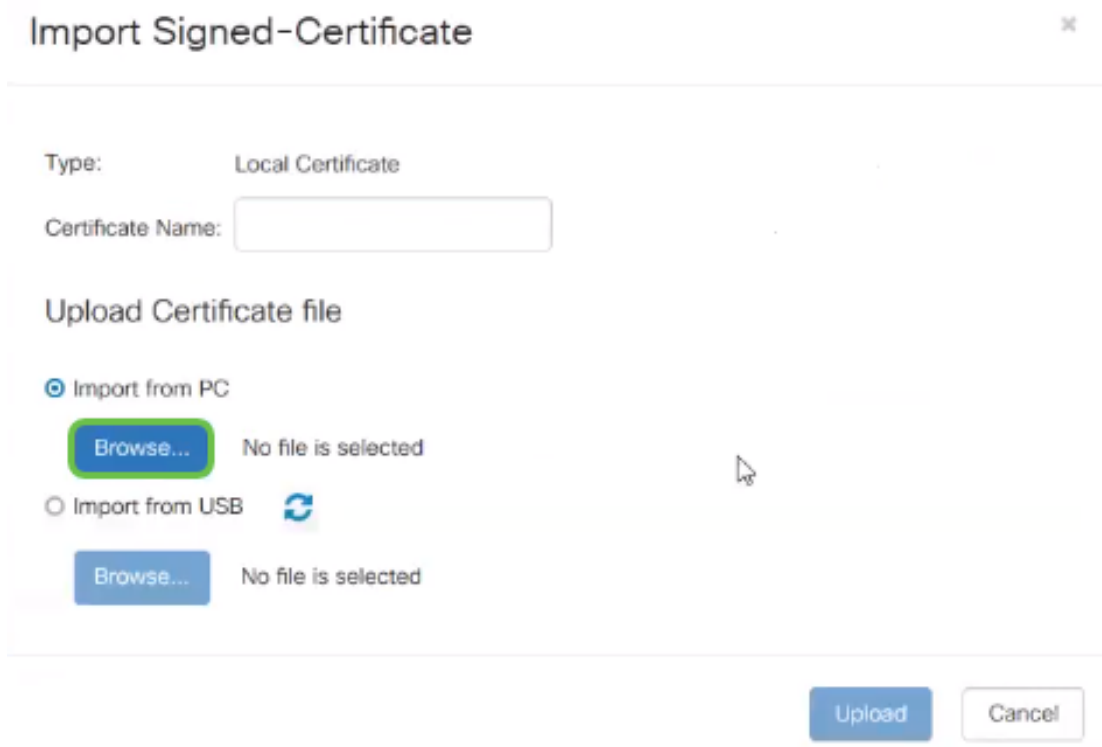 Import Signed-Certificate
Type: Local Certificate
Certificate Name:
Upload Certificate file
Import from PC
Browse... No file is selected
Import from USB
Browse... No file is selected
Upload Cancel